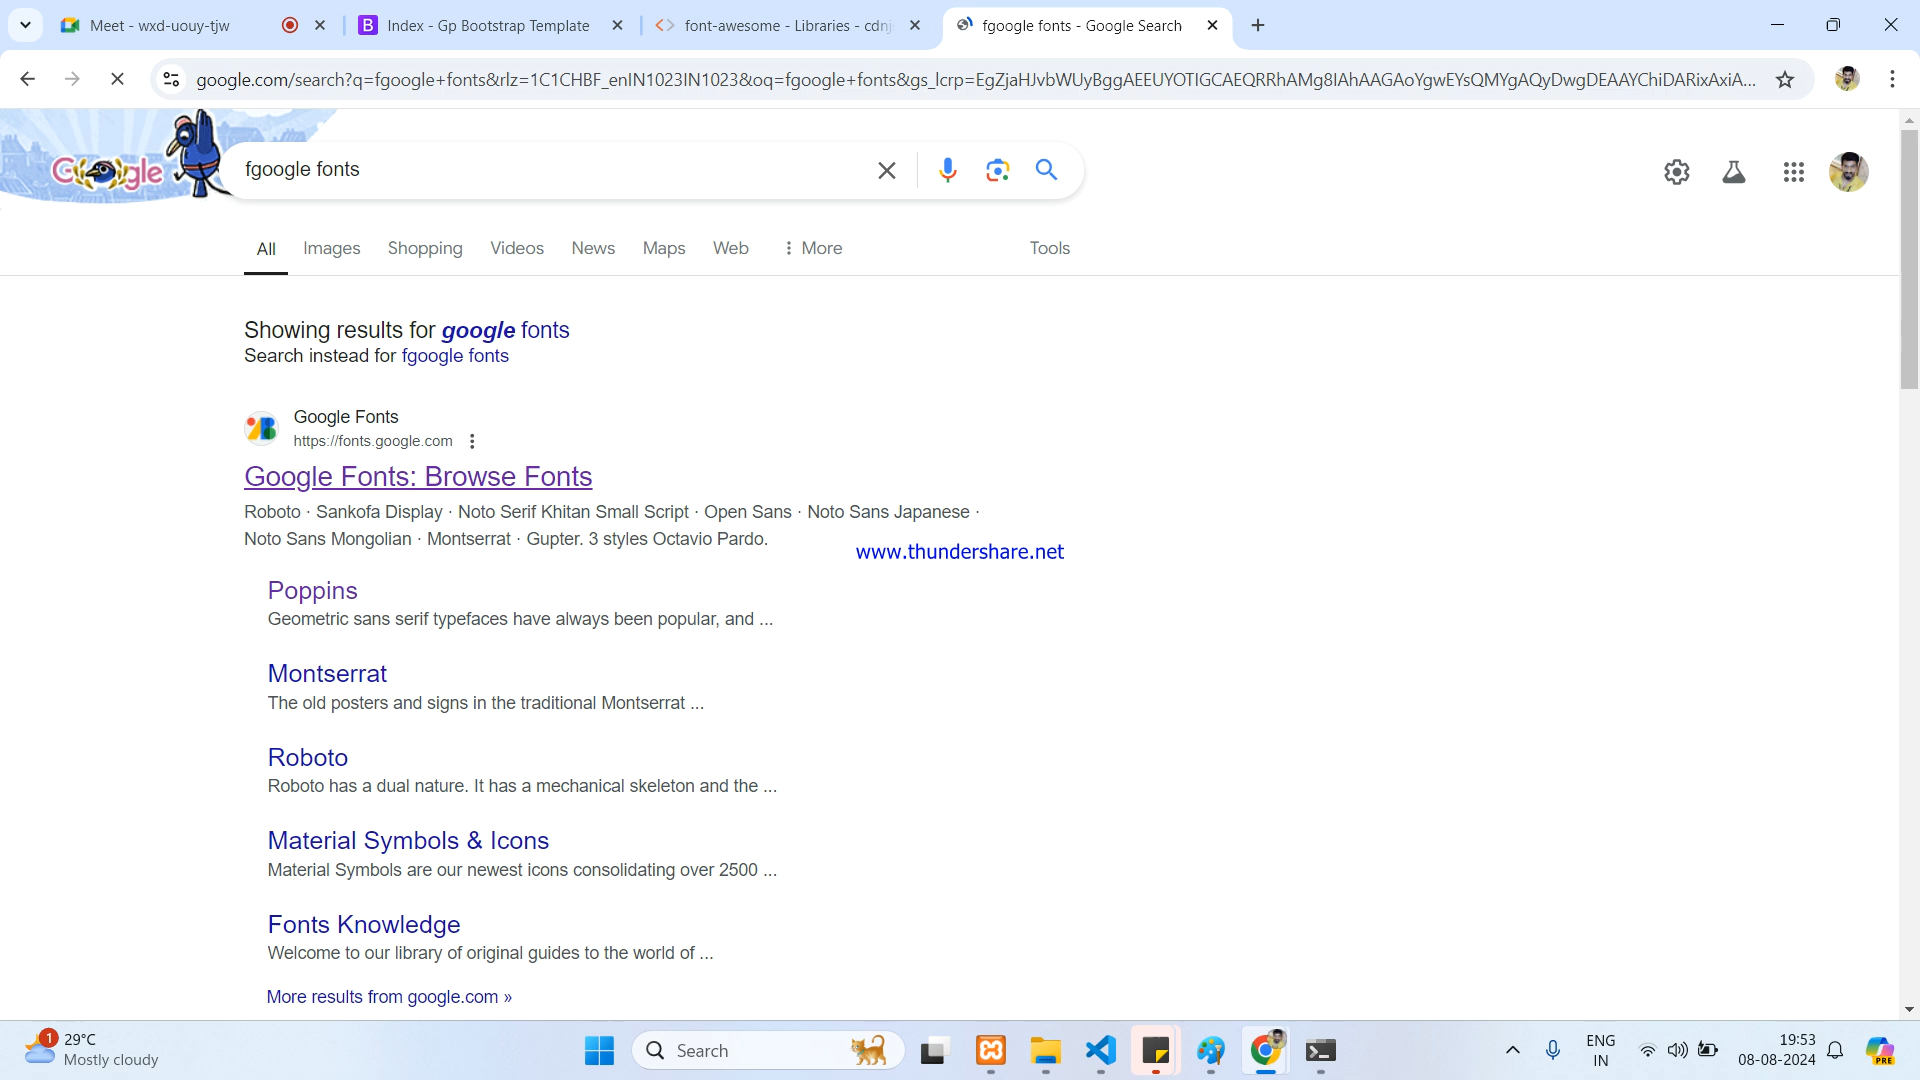 Meet - wxd-uouy-tjw
Index - Gp Bootstrap Template
font-awesome - Libraries - cdnj
fgoogle fonts - Google Search
google.com/search?q=fgoogle+fonts&rlz=1C1CHBF_enIN1023IN1023&oq=fgoogle+fonts&gs_lcrp=EgZjaHJvbWUyBggAEEUYOTIGCAEQRRhAMg8IAhAAGAoYgwEYsQMYgAQyDwgDEAAYChiDARixAxiA...
Google
fgoogle fonts
All Images Shopping Videos News Maps Web More Tools
Showing results for google fonts
Search instead for fgoogle fonts
Google Fonts
https://fonts.google.com
Google Fonts: Browse Fonts
Roboto · Sankofa Display · Noto Serif Khitan Small Script · Open Sans · Noto Sans Japanese ·
Noto Sans Mongolian · Montserrat · Gupter. 3 styles Octavio Pardo.
www.thundershare.net
Poppins
Geometric sans serif typefaces have always been popular, and ...
Montserrat
The old posters and signs in the traditional Montserrat ...
Roboto
Roboto has a dual nature. It has a mechanical skeleton and the ...
Material Symbols & Icons
Material Symbols are our newest icons consolidating over 2500 ...
Fonts Knowledge
Welcome to our library of original guides to the world of ...
More results from google.com »
1
29°C
Mostly cloudy
Search
ENG
IN
19:53
08-08-2024
PRE